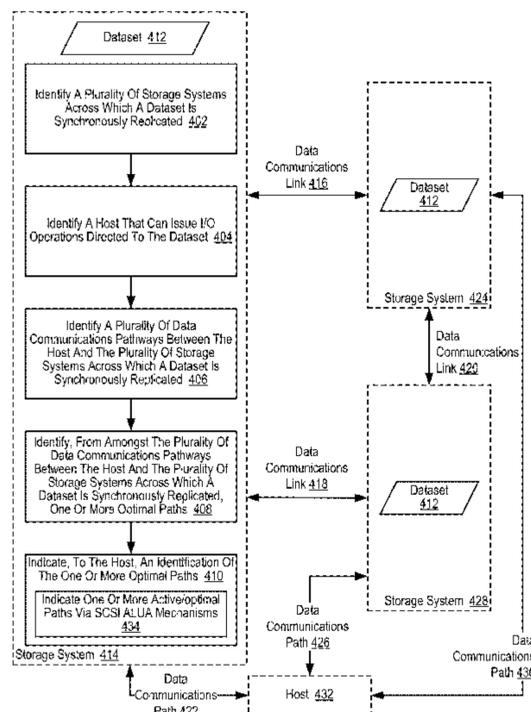 Dataset 412
Identify A Plurality Of Storage Systems
Across Which A Dataset Is
Synchronously Replicated 402
Identify A Host That Can Issue I/O
Operations Directed To The Dataset 404
Identify A Plurality Of Data
Communications Pathways Between The
Host And The Plurality Of Storage
Systems Across Which A Dataset Is
Synchronously Replicated 406
Identify, From Amongst The Plurality Of
Data Communications Pathways
Between The Host And The Plurality Of
Storage Systems Across Which A
Dataset Is Synchronously Replicated,
One Or More Optimal Paths 408
Indicate, To The Host, An Identification Of
The One Or More Optimal Paths 410
Indicate One Or More Active/optimal
Paths Via SCSI ALUA Mechanisms
434
Storage System 414
Data
Communications
Link 416
Dataset
412
Storage System 424
Data
Communications
Link 420
Data
Communications
Link 418
Dataset
412
Storage System 428
Data
Communications
Path 426
Data
Communications
Path
Data
Communications
Path 422
Host 432